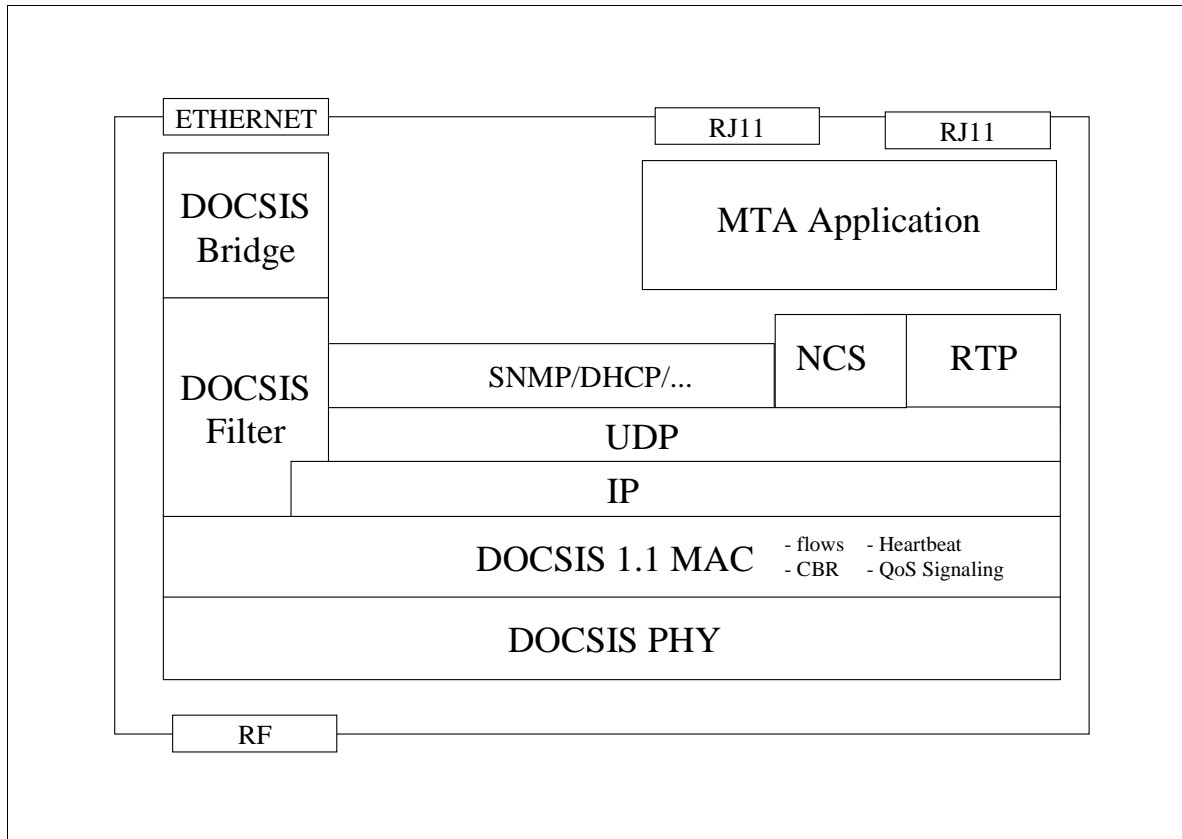 ETHERNET
RJ11
RJ11
DOCSIS
Bridge
MTA Application
DOCSIS
Filter
SNMP/DHCP/...
NCS
RTP
UDP
IP
DOCSIS 1.1 MAC
- flows - Heartbeat
- CBR - QoS Signaling
DOCSIS PHY
RF